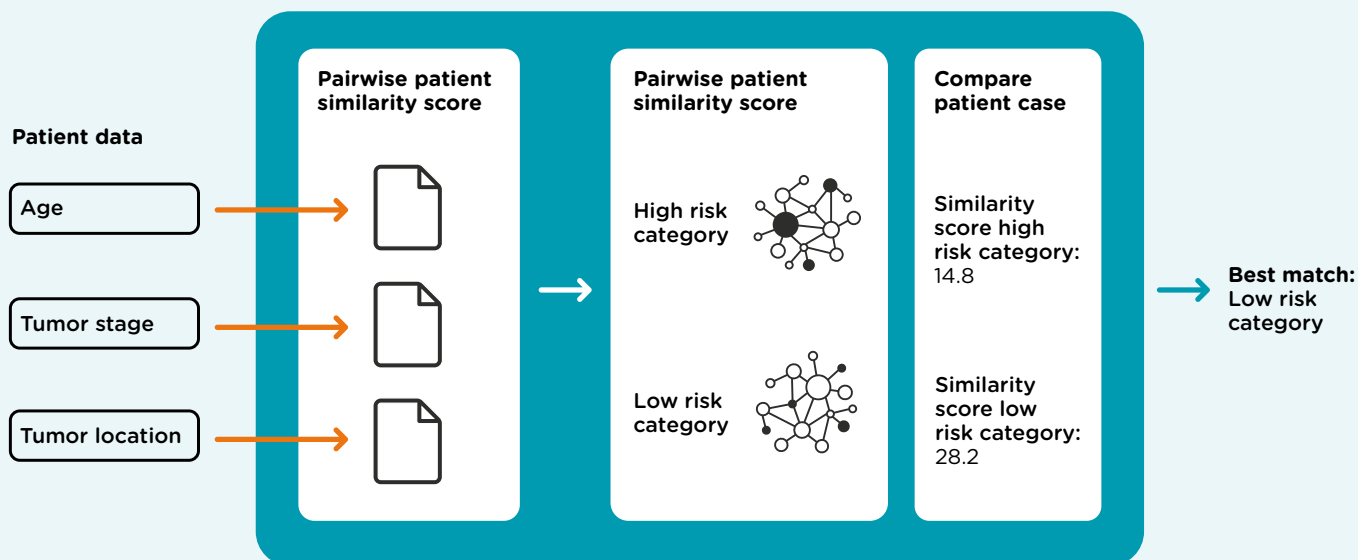 Patient data
Age
Tumor stage
Tumor location
Pairwise patient
similarity score
Pairwise patient
similarity score
High risk
category
Low risk
category
Compare
patient case
Similarity
score high
risk category:
14.8
Similarity
score low
risk category:
28.2
Best match:
Low risk
category